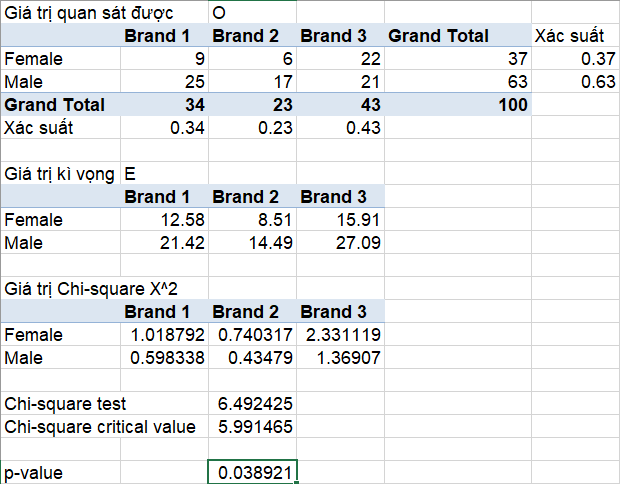 Giá trị quan sát được O
Brand 1 Brand 2 Brand 3 Grand Total Xác suất
Female 9 6 22 37 0.37
Male 25 17 21 63 0.63
Grand Total 34 23 43 100
Xác suất 0.34 0.23 0.43
Giá trị kì vọng E
Brand 1 Brand 2 Brand 3
Female 12.58 8.51 15.91
Male 21.42 14.49 27.09
Giá trị Chi-square X^2
Brand 1 Brand 2 Brand 3
Female 1.018792 0.740317 2.331119
Male 0.598338 0.43479 1.36907
Chi-square test 6.492425
Chi-square critical value 5.991465
p-value 0.038921